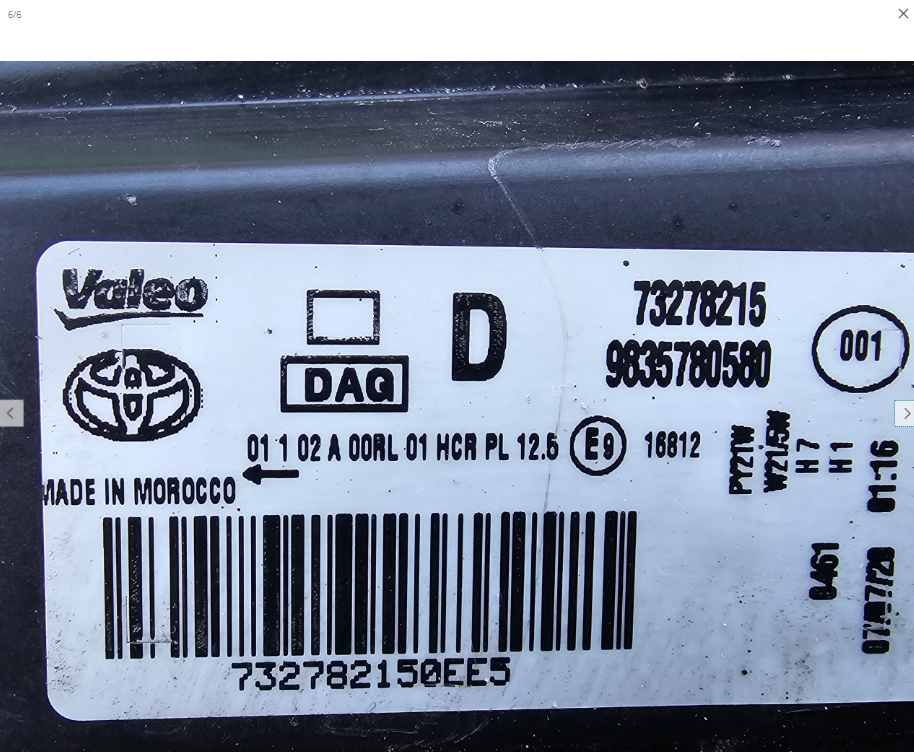 6/6
Valeo
D
73278215
9835780580
001
DAG
01 1 02 A 00RL 01 HCR PL 12.5 E9 16812
MADE IN MOROCCO
PY21W
W21/5W
H7
H1
01:16
0461
732782150EE5